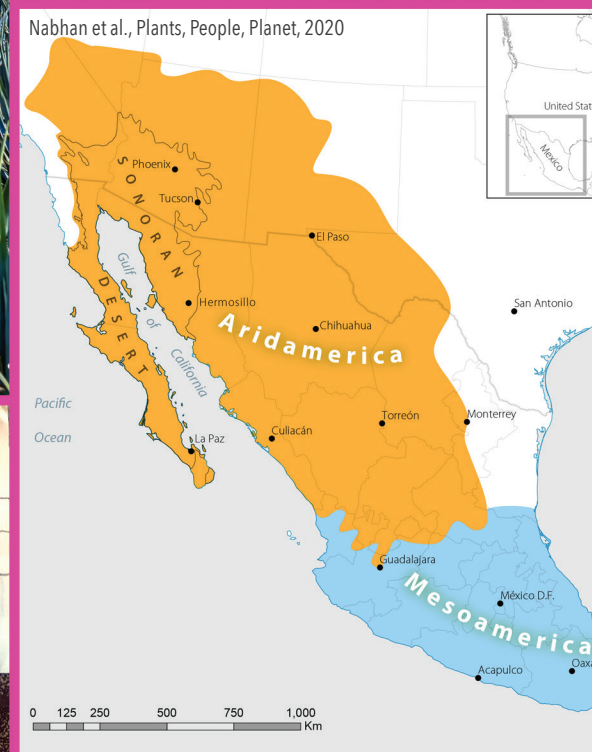 Nabhan et al., Plants, People, Planet, 2020
United Stat
Mexico
Phoenix
SONORAN
Tucson
El Paso
Gulf
San Antonio
Hermosillo
DESERT
of
Chihuahua
Aridamerica
California
Pacific
Ocean
Torreón
Monterrey
Culiacán
La Paz
Guadalajara
Mesoamerica
México D.F.
Acapulco
Oaxa
0 125 250 500 750 1,000
Km